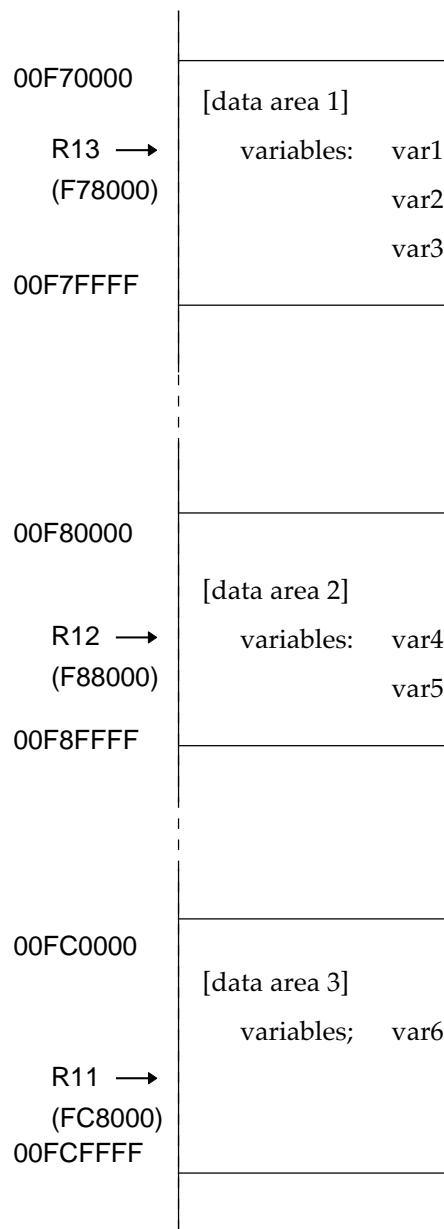 00F70000
[data area 1]
R13 variables: var1
(F78000) var2
var3
00F7FFFF
00F80000
[data area 2]
R12 variables: var4
(F88000) var5
00F8FFFF
00FC0000
[data area 3]
variables; var6
R11
(FC8000)
00FCFFFF